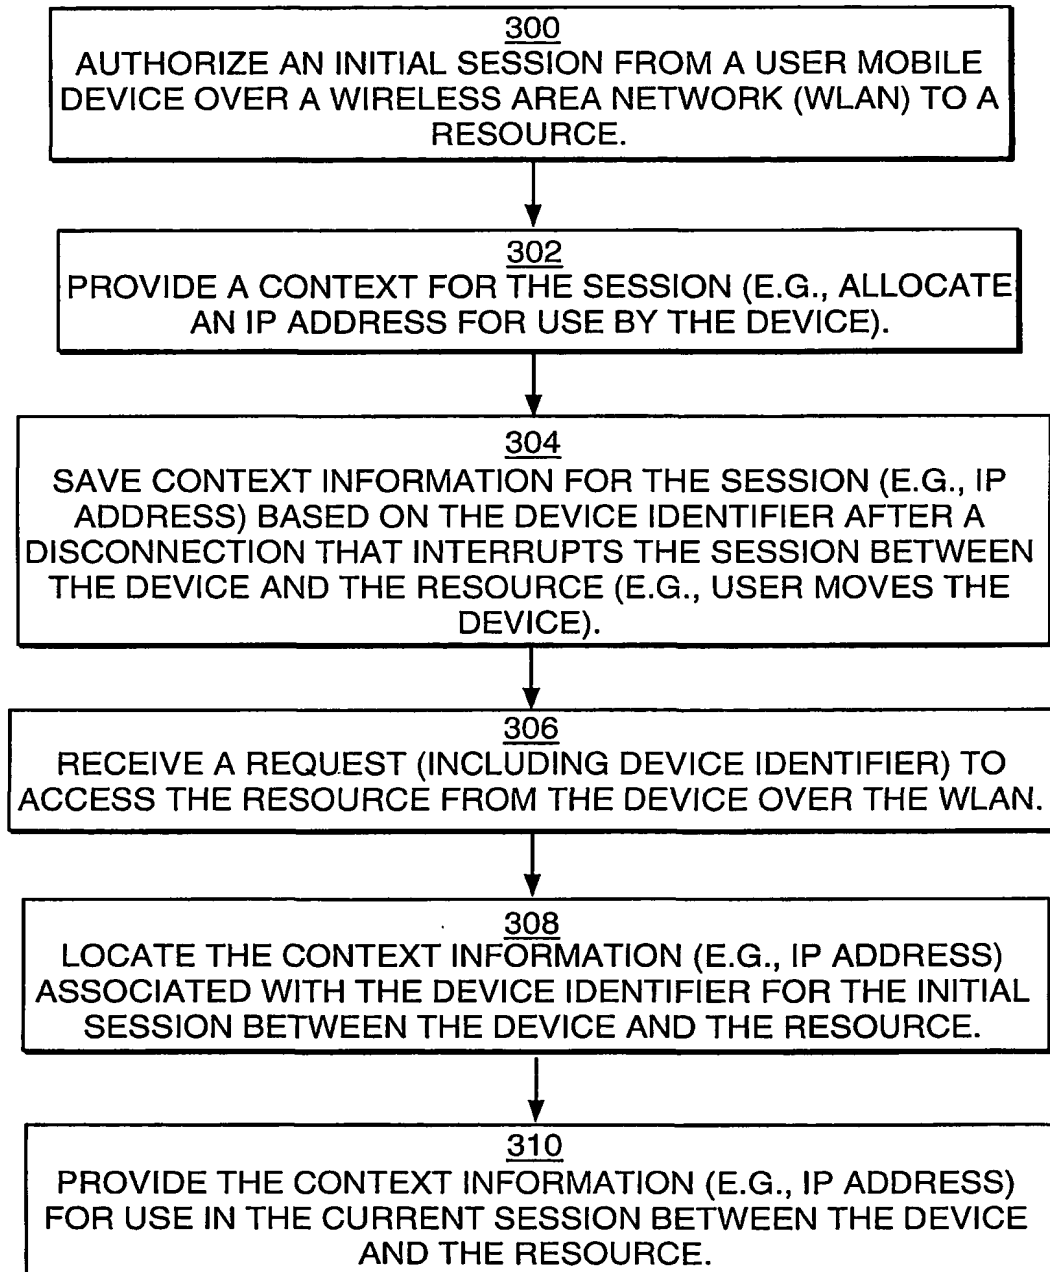 300
AUTHORIZE AN INITIAL SESSION FROM A USER MOBILE
DEVICE OVER A WIRELESS AREA NETWORK (WLAN) TO A
RESOURCE.
302
PROVIDE A CONTEXT FOR THE SESSION (E.G., ALLOCATE
AN IP ADDRESS FOR USE BY THE DEVICE).
304
SAVE CONTEXT INFORMATION FOR THE SESSION (E.G., IP
ADDRESS) BASED ON THE DEVICE IDENTIFIER AFTER A
DISCONNECTION THAT INTERRUPTS THE SESSION BETWEEN
THE DEVICE AND THE RESOURCE (E.G., USER MOVES THE
DEVICE).
306
RECEIVE A REQUEST (INCLUDING DEVICE IDENTIFIER) TO
ACCESS THE RESOURCE FROM THE DEVICE OVER THE WLAN.
308
LOCATE THE CONTEXT INFORMATION (E.G., IP ADDRESS)
ASSOCIATED WITH THE DEVICE IDENTIFIER FOR THE INITIAL
SESSION BETWEEN THE DEVICE AND THE RESOURCE.
310
PROVIDE THE CONTEXT INFORMATION (E.G., IP ADDRESS)
FOR USE IN THE CURRENT SESSION BETWEEN THE DEVICE
AND THE RESOURCE.